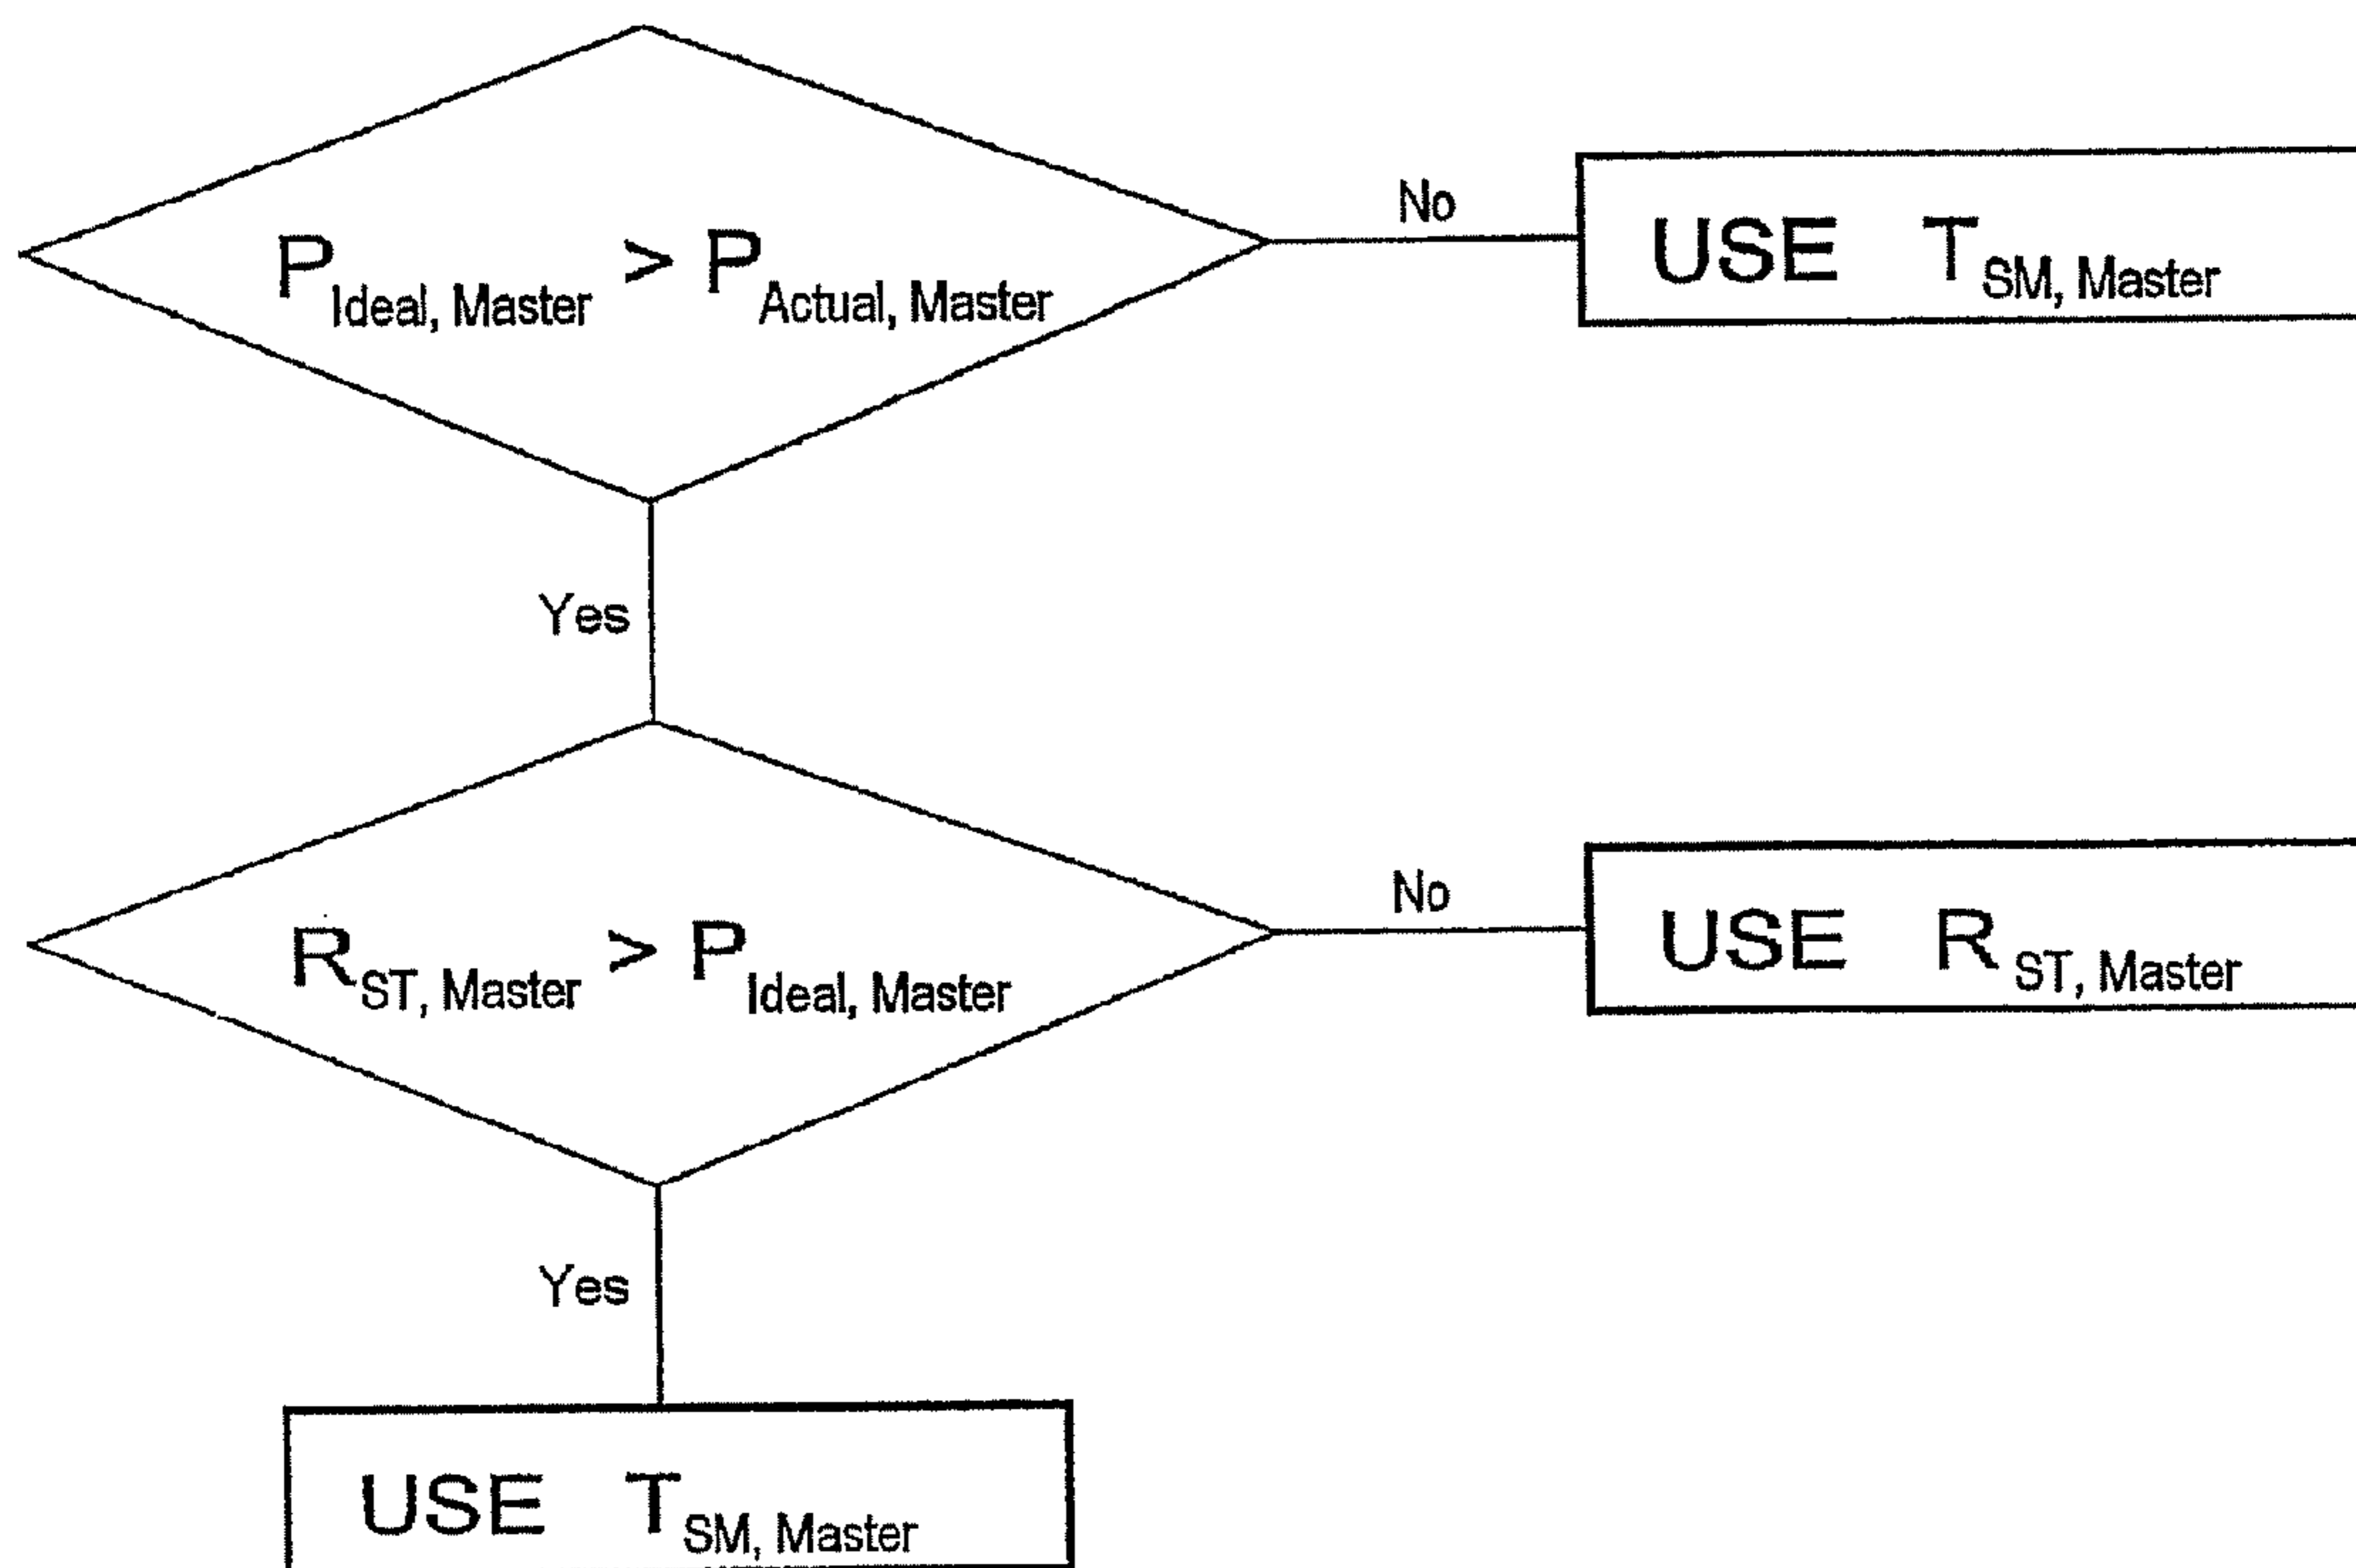 P Ideal, Master > P Actual, Master
No
USE T SM, Master
Yes
R ST, Master > P Ideal, Master
No
USE R ST, Master
Yes
USE T SM, Master